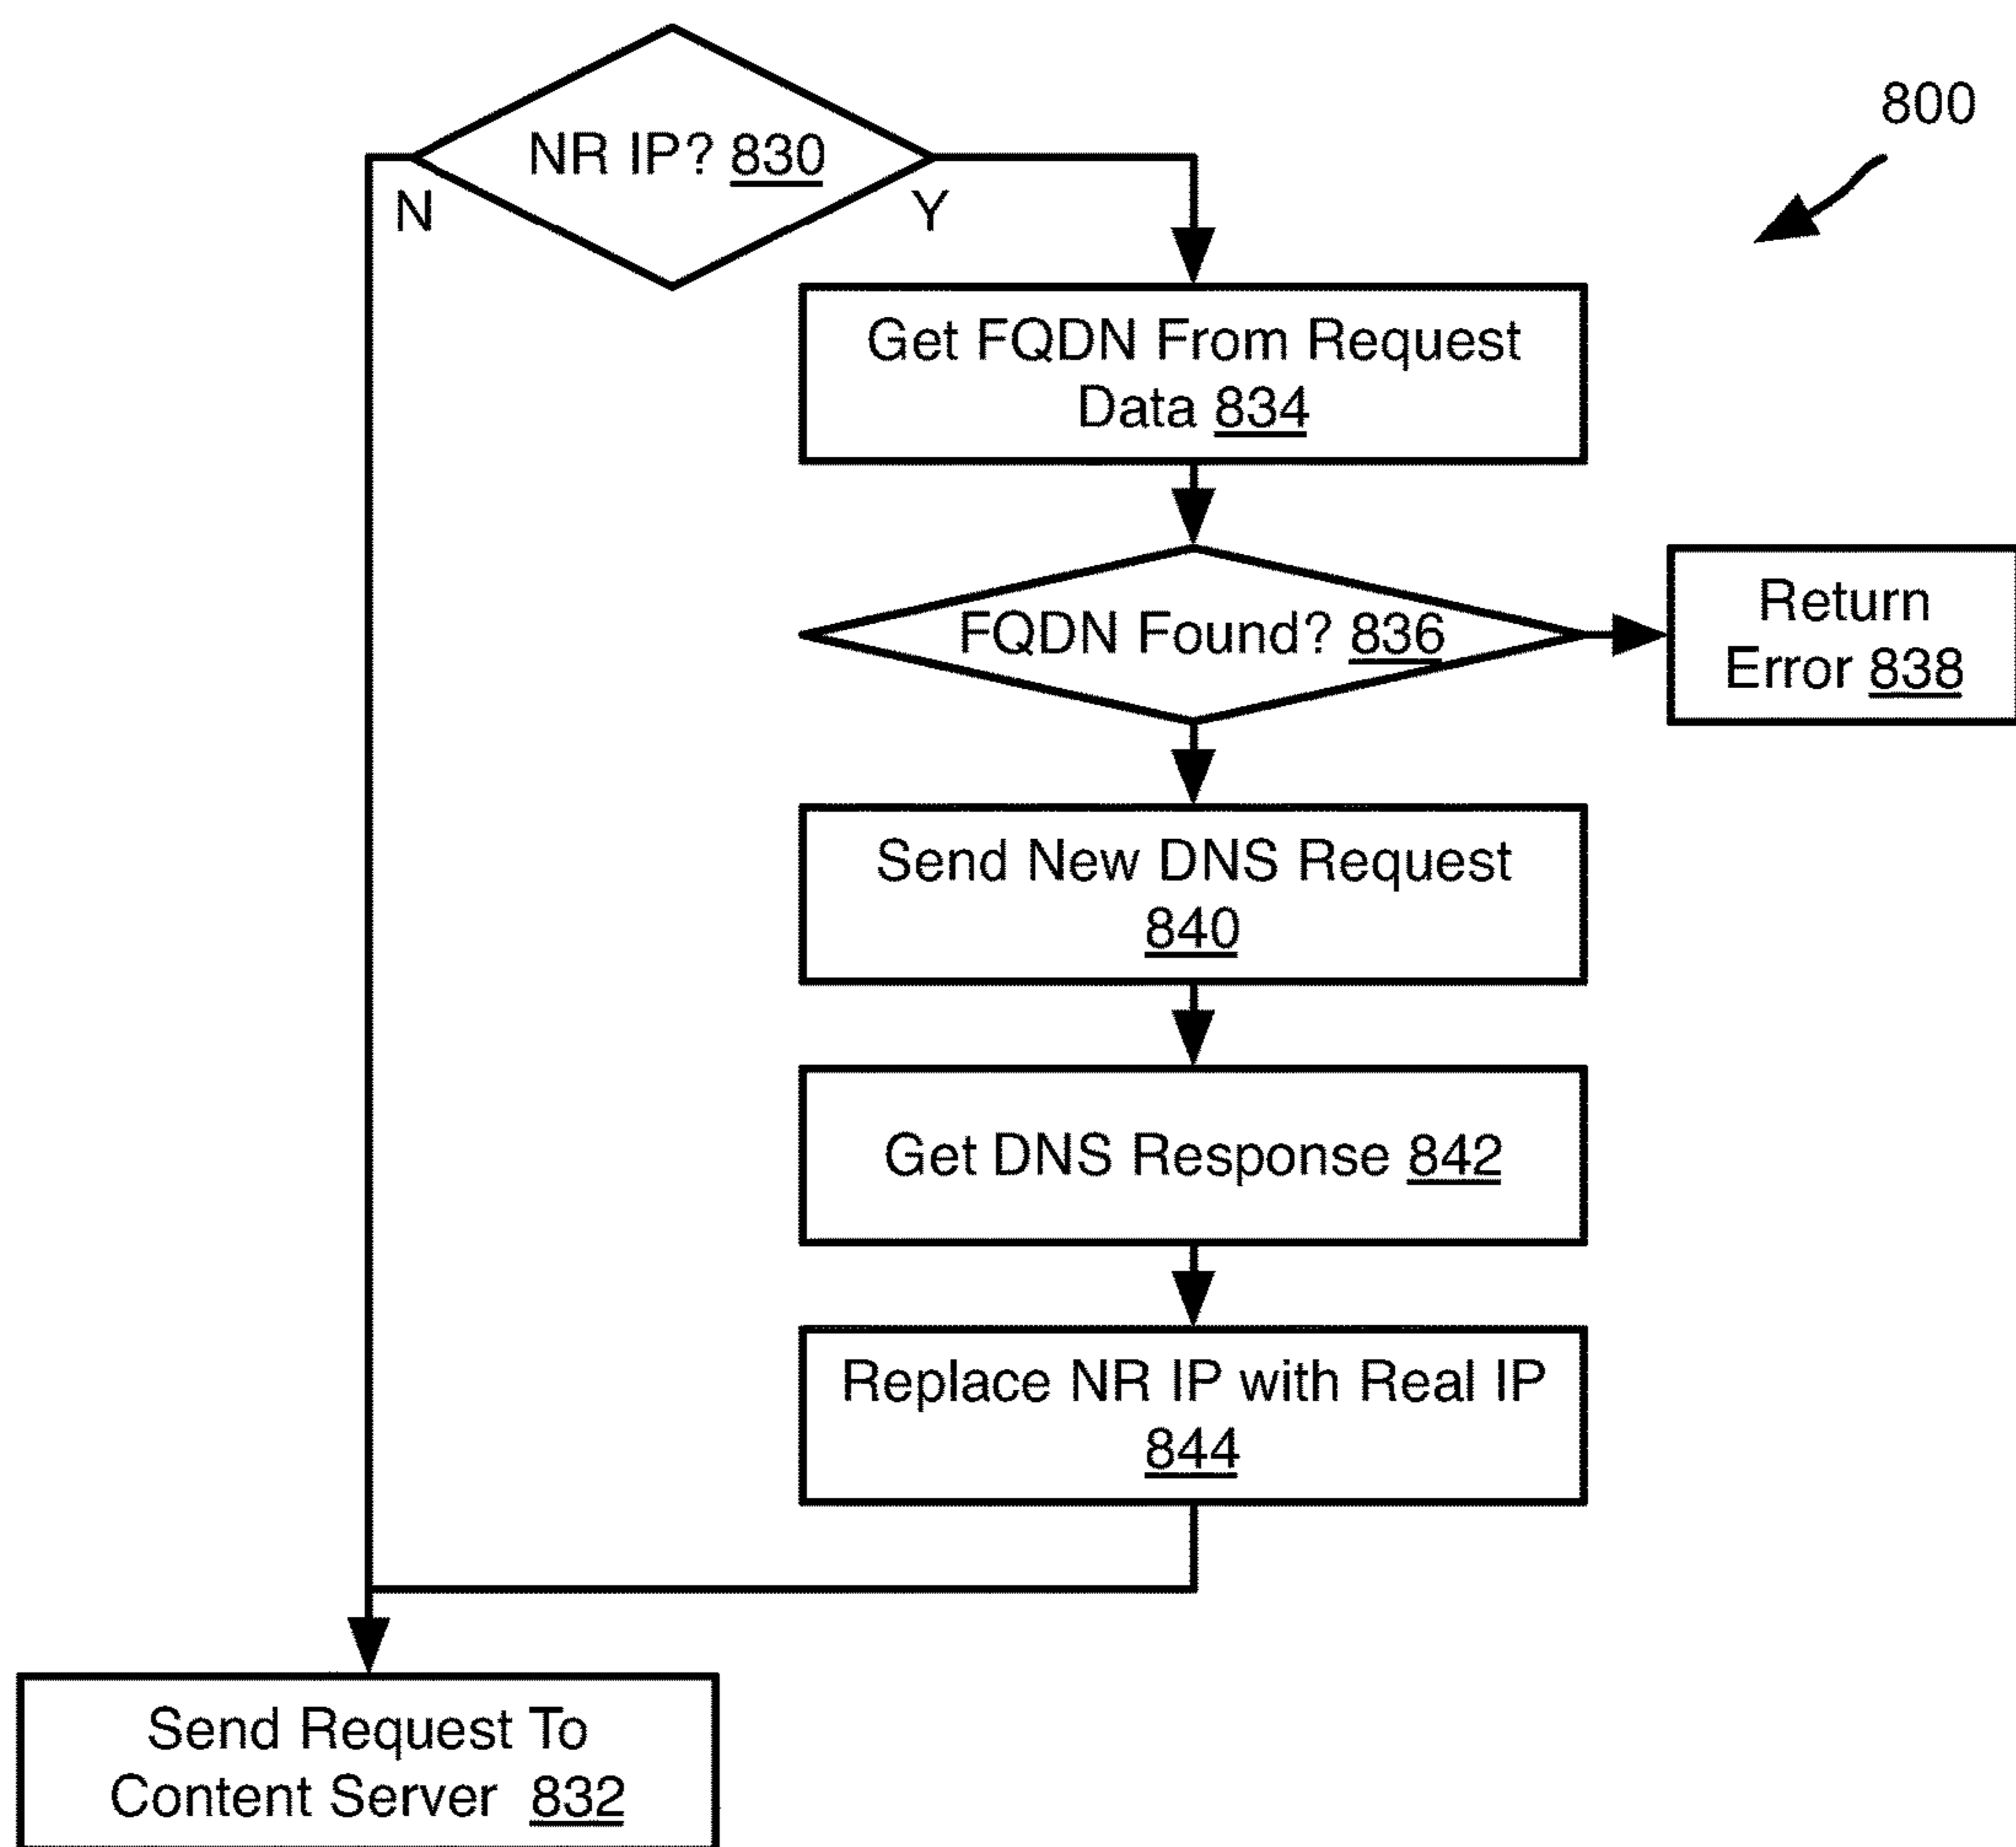 800
NR IP? 830
N
Y
Get FQDN From Request
Data 834
FQDN Found? 836
Return
Error 838
Send New DNS Request
840
Get DNS Response 842
Replace NR IP with Real IP
844
Send Request To
Content Server 832